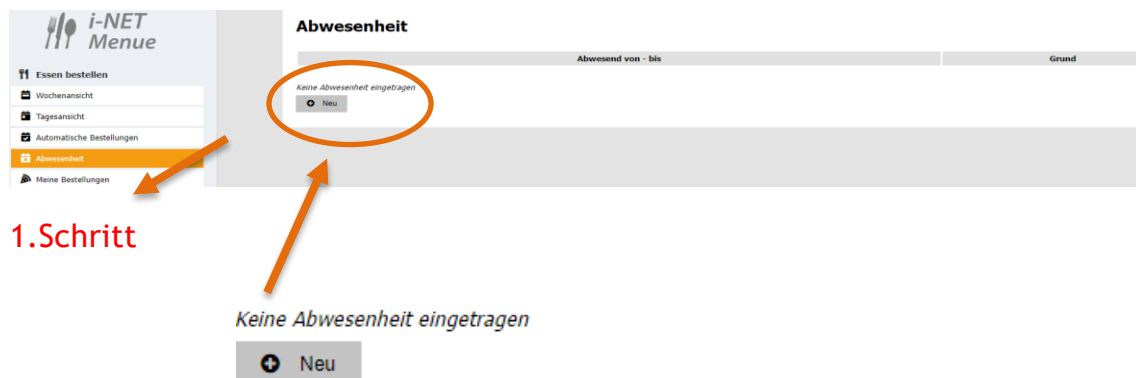 i-NET
Menue
Essen bestellen
Wochenansicht
Tagesansicht
Automatische Bestellungen
Abwesenheit
Meine Bestellungen
Abwesenheit
Abwesend von - bis
Grund
Keine Abwesenheit eingetragen
Neu
1.Schritt
Keine Abwesenheit eingetragen
Neu